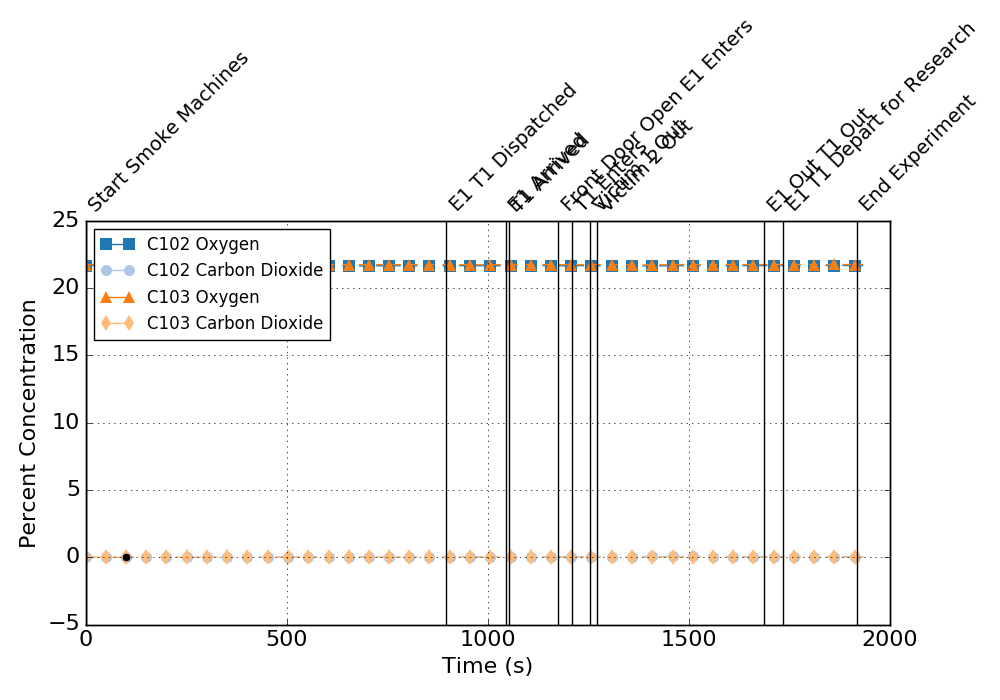 Start Smoke Machines
E1 T1 Dispatched
T1 Arrived
Front Door Open E1 Enters
T1 Enters
Victim 2 Out
E1 Out T1 Out
E1 T1 Depart for Research
End Experiment
25
20
15
10
5
0
−5
Percent Concentration
C102 Oxygen
C102 Carbon Dioxide
C103 Oxygen
C103 Carbon Dioxide
0
500
1000
1500
2000
Time (s)